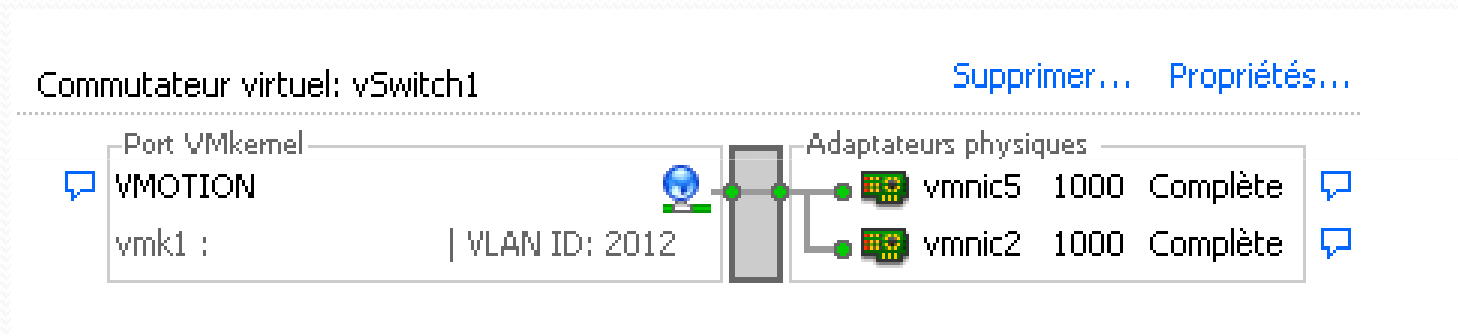 Commutateur virtuel: vSwitch1 Supprimer... Propriétés...
Port VMkernel Adaptateurs physiques
VMOTION vmnic5 1000 Complète
vmk1 : | VLAN ID: 2012 vmnic2 1000 Complète